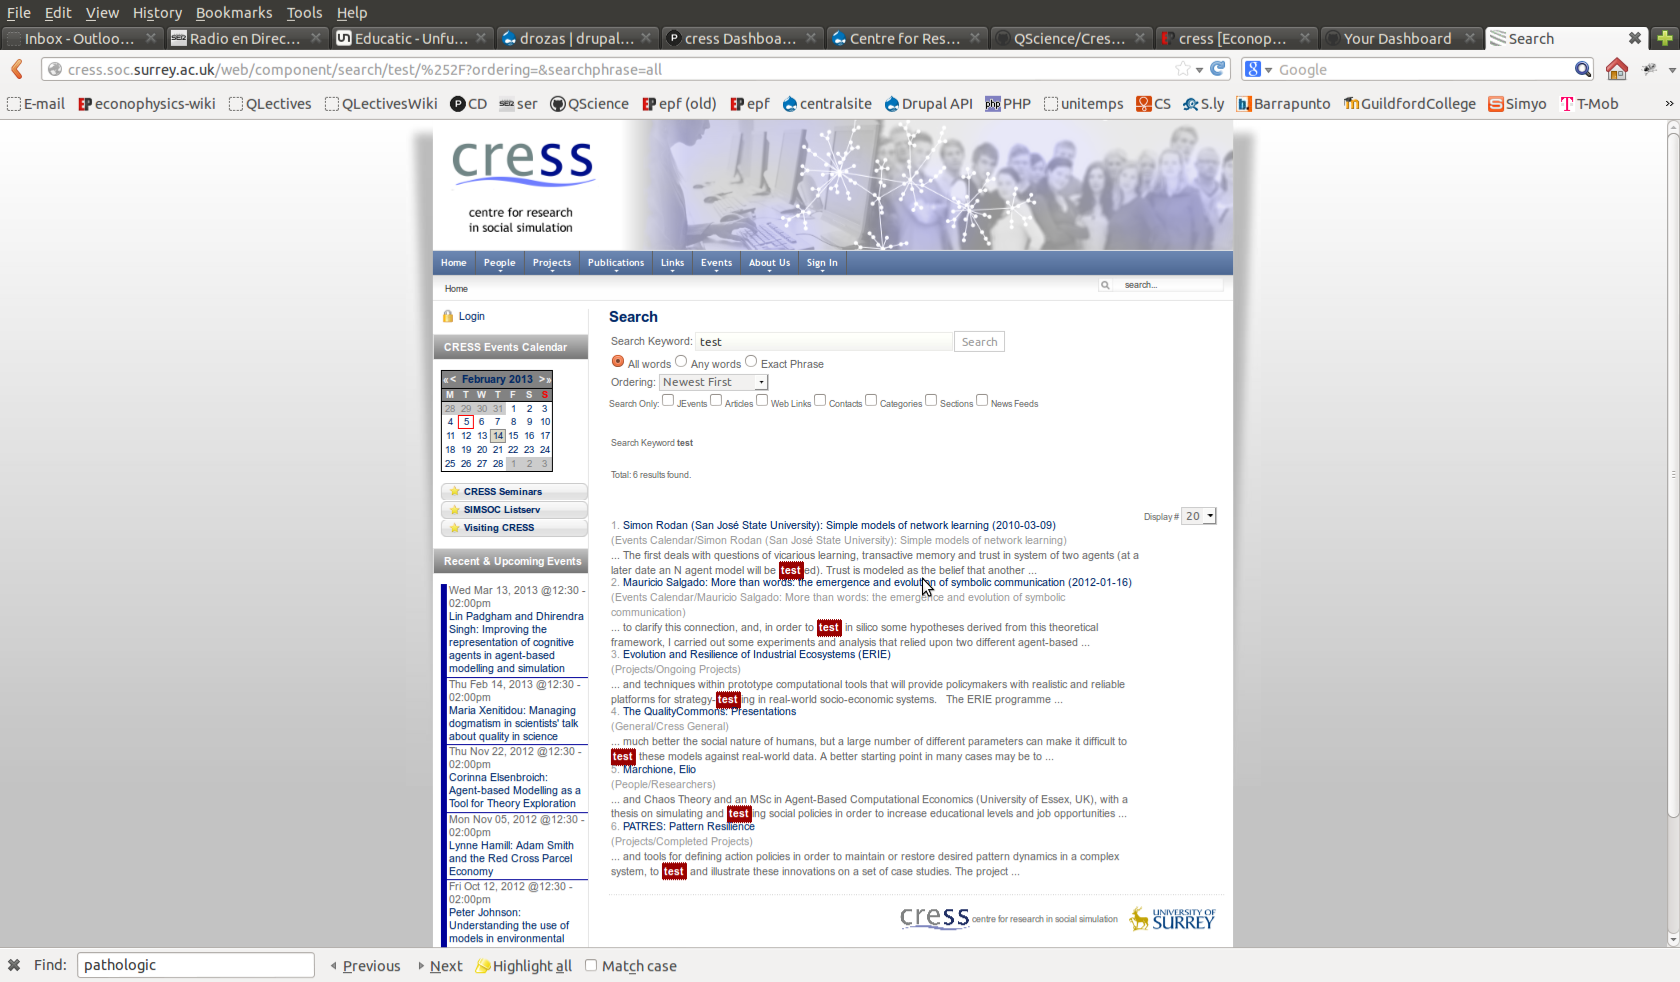 File Edit View History Bookmarks Tools Help
Inbox - Outloo... Radio en Direc... Educatic - Unfu... drozas | drupal... cress Dashboa... Centre for Res... QScience/Cres... cress [Econop... Your Dashboard Search
cress.soc.surrey.ac.uk/web/component/search/test/%252F?ordering=&searchphrase=all Google
E-mail econophysics-wiki QLectives QLectivesWiki CD ser QScience epf (old) epf centralsite Drupal API PHP unitemps CS S.ly Barrapunto GuildfordCollege Simyo T-Mob »
cress
centre for research
in social simulation
Home People Projects Publications Links Events About Us Sign In
Home search...
Login
CRESS Events Calendar
«< February 2013 >»
M T W T F S S
28 29 30 31 1 2 3
4 5 6 7 8 9 10
11 12 13 14 15 16 17
18 19 20 21 22 23 24
25 26 27 28 1 2 3
CRESS Seminars
SIMSOC Listserv
Visiting CRESS
Recent & Upcoming Events
Wed Mar 13, 2013 @12:30 -
02:00pm
Lin Padgham and Dhirendra
Singh: Improving the
representation of cognitive
agents in agent-based
modelling and simulation
Thu Feb 14, 2013 @12:30 -
02:00pm
Maria Xenitidou: Managing
dogmatism in scientists' talk
about quality in science
Thu Nov 22, 2012 @12:30 -
02:00pm
Corinna Elsenbroich:
Agent-based Modelling as a
Tool for Theory Exploration
Mon Nov 05, 2012 @12:30 -
02:00pm
Lynne Hamill: Adam Smith
and the Red Cross Parcel
Economy
Fri Oct 12, 2012 @12:30 -
02:00pm
Peter Johnson:
Understanding the use of
models in environmental
Search
Search Keyword: test Search
All words Any words Exact Phrase
Ordering: Newest First
Search Only: JEvents Articles Web Links Contacts Categories Sections News Feeds
Search Keyword test
Total: 6 results found.
Display # 20
1. Simon Rodan (San José State University): Simple models of network learning (2010-03-09)
(Events Calendar/Simon Rodan (San José State University): Simple models of network learning)
... The first deals with questions of vicarious learning, transactive memory and trust in system of two agents (at a
later date an N agent model will be tested). Trust is modeled as the belief that another ...
2. Mauricio Salgado: More than words: the emergence and evolution of symbolic communication (2012-01-16)
(Events Calendar/Mauricio Salgado: More than words: the emergence and evolution of symbolic
communication)
... to clarify this connection, and, in order to test in silico some hypotheses derived from this theoretical
framework, I carried out some experiments and analysis that relied upon two different agent-based ...
3. Evolution and Resilience of Industrial Ecosystems (ERIE)
(Projects/Ongoing Projects)
... and techniques within prototype computational tools that will provide policymakers with realistic and reliable
platforms for strategy-testing in real-world socio-economic systems. The ERIE programme ...
4. The QualityCommons: Presentations
(General/Cress General)
... much better the social nature of humans, but a large number of different parameters can make it difficult to
test these models against real-world data. A better starting point in many cases may be to ...
5. Marchione, Elio
(People/Researchers)
... and Chaos Theory and an MSc in Agent-Based Computational Economics (University of Essex, UK), with a
thesis on simulating and testing social policies in order to increase educational levels and job opportunities ...
6. PATRES: Pattern Resilience
(Projects/Completed Projects)
... and tools for defining action policies in order to maintain or restore desired pattern dynamics in a complex
system, to test and illustrate these innovations on a set of case studies. The project ...
cress centre for research in social simulation UNIVERSITY OF SURREY
Find: pathologic Previous Next Highlight all Match case